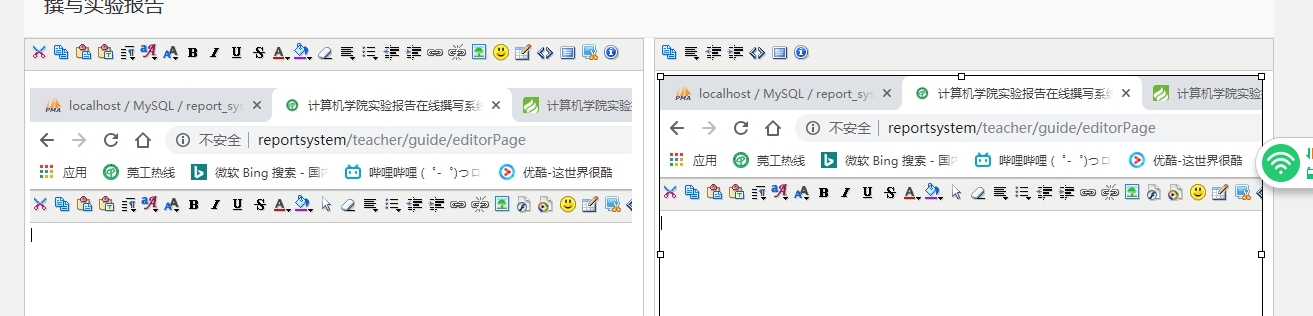 撰写实验报告
localhost / MySQL / report_sys
计算机学院实验报告在线撰写系统
计算机学院实验
不安全 | reportsystem/teacher/guide/editorPage
应用 莞工热线 微软 Bing 搜索 - 国 哔哩哔哩 ( ゜- ゜)つロ 优酷-这世界很酷
localhost / MySQL / report_sys
计算机学院实验报告在线撰写系统
计算机学院实验
不安全 | reportsystem/teacher/guide/editorPage
应用 莞工热线 微软 Bing 搜索 - 国 哔哩哔哩 ( ゜- ゜)つロ 优酷-这世界很酷